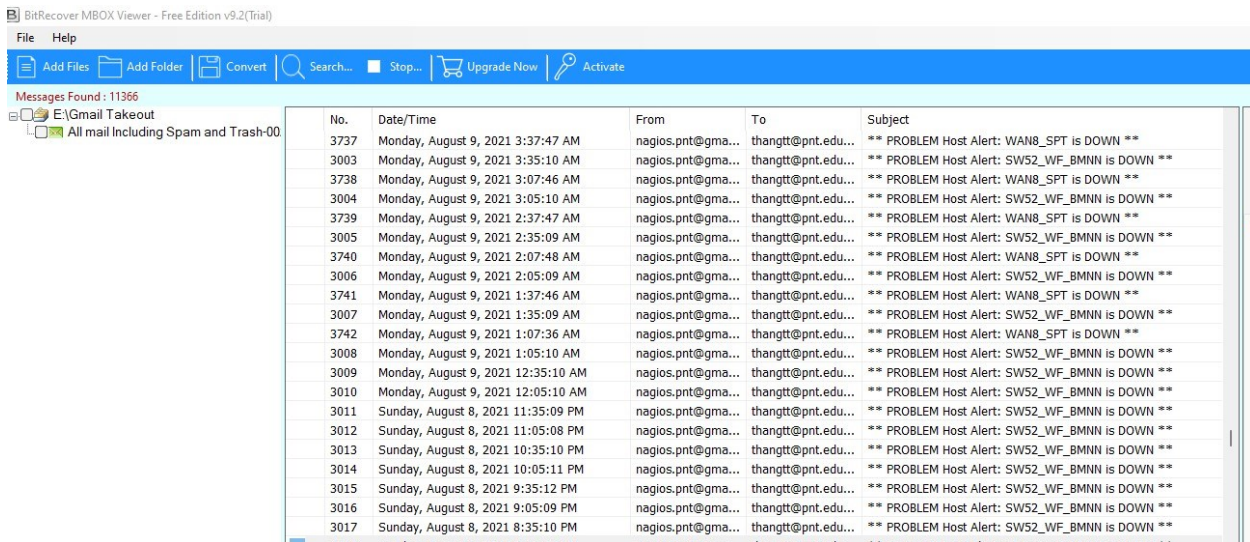 BitRecover MBOX Viewer - Free Edition v9.2(Trial)
File Help
Add Files Add Folder Convert Search... Stop... Upgrade Now Activate
Messages Found : 11366
E:\Gmail Takeout
All mail Including Spam and Trash-00
No. Date/Time From To Subject
3737 Monday, August 9, 2021 3:37:47 AM nagios.pnt@gma... thangtt@pnt.edu... ** PROBLEM Host Alert: WAN8_SPT is DOWN **
3003 Monday, August 9, 2021 3:35:10 AM nagios.pnt@gma... thangtt@pnt.edu... ** PROBLEM Host Alert: SW52_WF_BMNN is DOWN **
3738 Monday, August 9, 2021 3:07:46 AM nagios.pnt@gma... thangtt@pnt.edu... ** PROBLEM Host Alert: WAN8_SPT is DOWN **
3004 Monday, August 9, 2021 3:05:10 AM nagios.pnt@gma... thangtt@pnt.edu... ** PROBLEM Host Alert: SW52_WF_BMNN is DOWN **
3739 Monday, August 9, 2021 2:37:47 AM nagios.pnt@gma... thangtt@pnt.edu... ** PROBLEM Host Alert: WAN8_SPT is DOWN **
3005 Monday, August 9, 2021 2:35:09 AM nagios.pnt@gma... thangtt@pnt.edu... ** PROBLEM Host Alert: SW52_WF_BMNN is DOWN **
3740 Monday, August 9, 2021 2:07:48 AM nagios.pnt@gma... thangtt@pnt.edu... ** PROBLEM Host Alert: WAN8_SPT is DOWN **
3006 Monday, August 9, 2021 2:05:09 AM nagios.pnt@gma... thangtt@pnt.edu... ** PROBLEM Host Alert: SW52_WF_BMNN is DOWN **
3741 Monday, August 9, 2021 1:37:46 AM nagios.pnt@gma... thangtt@pnt.edu... ** PROBLEM Host Alert: WAN8_SPT is DOWN **
3007 Monday, August 9, 2021 1:35:09 AM nagios.pnt@gma... thangtt@pnt.edu... ** PROBLEM Host Alert: SW52_WF_BMNN is DOWN **
3742 Monday, August 9, 2021 1:07:36 AM nagios.pnt@gma... thangtt@pnt.edu... ** PROBLEM Host Alert: WAN8_SPT is DOWN **
3008 Monday, August 9, 2021 1:05:10 AM nagios.pnt@gma... thangtt@pnt.edu... ** PROBLEM Host Alert: SW52_WF_BMNN is DOWN **
3009 Monday, August 9, 2021 12:35:10 AM nagios.pnt@gma... thangtt@pnt.edu... ** PROBLEM Host Alert: SW52_WF_BMNN is DOWN **
3010 Monday, August 9, 2021 12:05:10 AM nagios.pnt@gma... thangtt@pnt.edu... ** PROBLEM Host Alert: SW52_WF_BMNN is DOWN **
3011 Sunday, August 8, 2021 11:35:09 PM nagios.pnt@gma... thangtt@pnt.edu... ** PROBLEM Host Alert: SW52_WF_BMNN is DOWN **
3012 Sunday, August 8, 2021 11:05:08 PM nagios.pnt@gma... thangtt@pnt.edu... ** PROBLEM Host Alert: SW52_WF_BMNN is DOWN **
3013 Sunday, August 8, 2021 10:35:10 PM nagios.pnt@gma... thangtt@pnt.edu... ** PROBLEM Host Alert: SW52_WF_BMNN is DOWN **
3014 Sunday, August 8, 2021 10:05:11 PM nagios.pnt@gma... thangtt@pnt.edu... ** PROBLEM Host Alert: SW52_WF_BMNN is DOWN **
3015 Sunday, August 8, 2021 9:35:12 PM nagios.pnt@gma... thangtt@pnt.edu... ** PROBLEM Host Alert: SW52_WF_BMNN is DOWN **
3016 Sunday, August 8, 2021 9:05:09 PM nagios.pnt@gma... thangtt@pnt.edu... ** PROBLEM Host Alert: SW52_WF_BMNN is DOWN **
3017 Sunday, August 8, 2021 8:35:10 PM nagios.pnt@gma... thangtt@pnt.edu... ** PROBLEM Host Alert: SW52_WF_BMNN is DOWN **